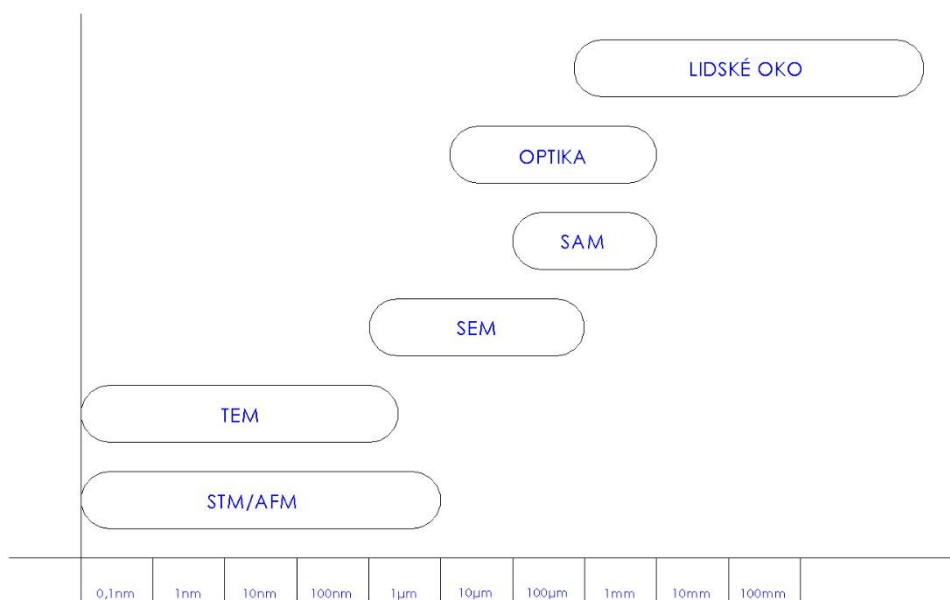 LIDSKÉ OKO
OPTIKA
SAM
SEM
TEM
STM/AFM
0,1nm 1nm 10nm 100nm 1µm 10µm 100µm 1mm 10mm 100mm